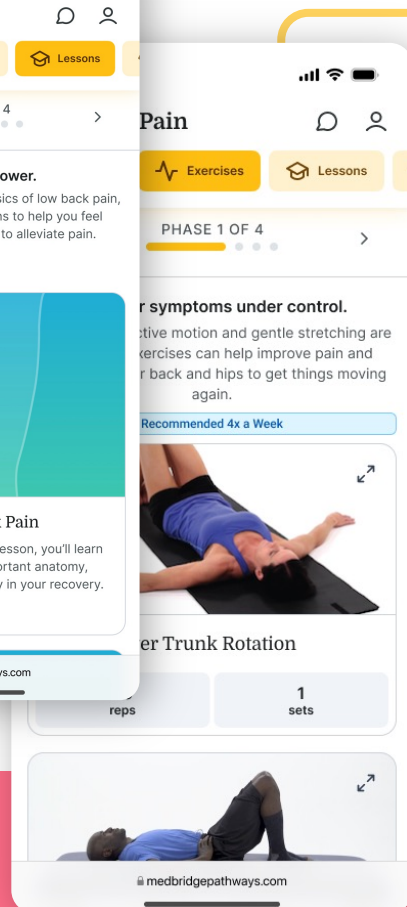 Lessons
4
ower.
sics of low back pain,
ns to help you feel
to alleviate pain.
Pain
esson, you'll learn
ortant anatomy,
y in your recovery.
ys.com
Pain
Exercises
Lessons
PHASE 1 OF 4
r symptoms under control.
ctive motion and gentle stretching are
xercises can help improve pain and
r back and hips to get things moving
again.
Recommended 4x a Week
er Trunk Rotation
reps
1
sets
medbridgepathways.com